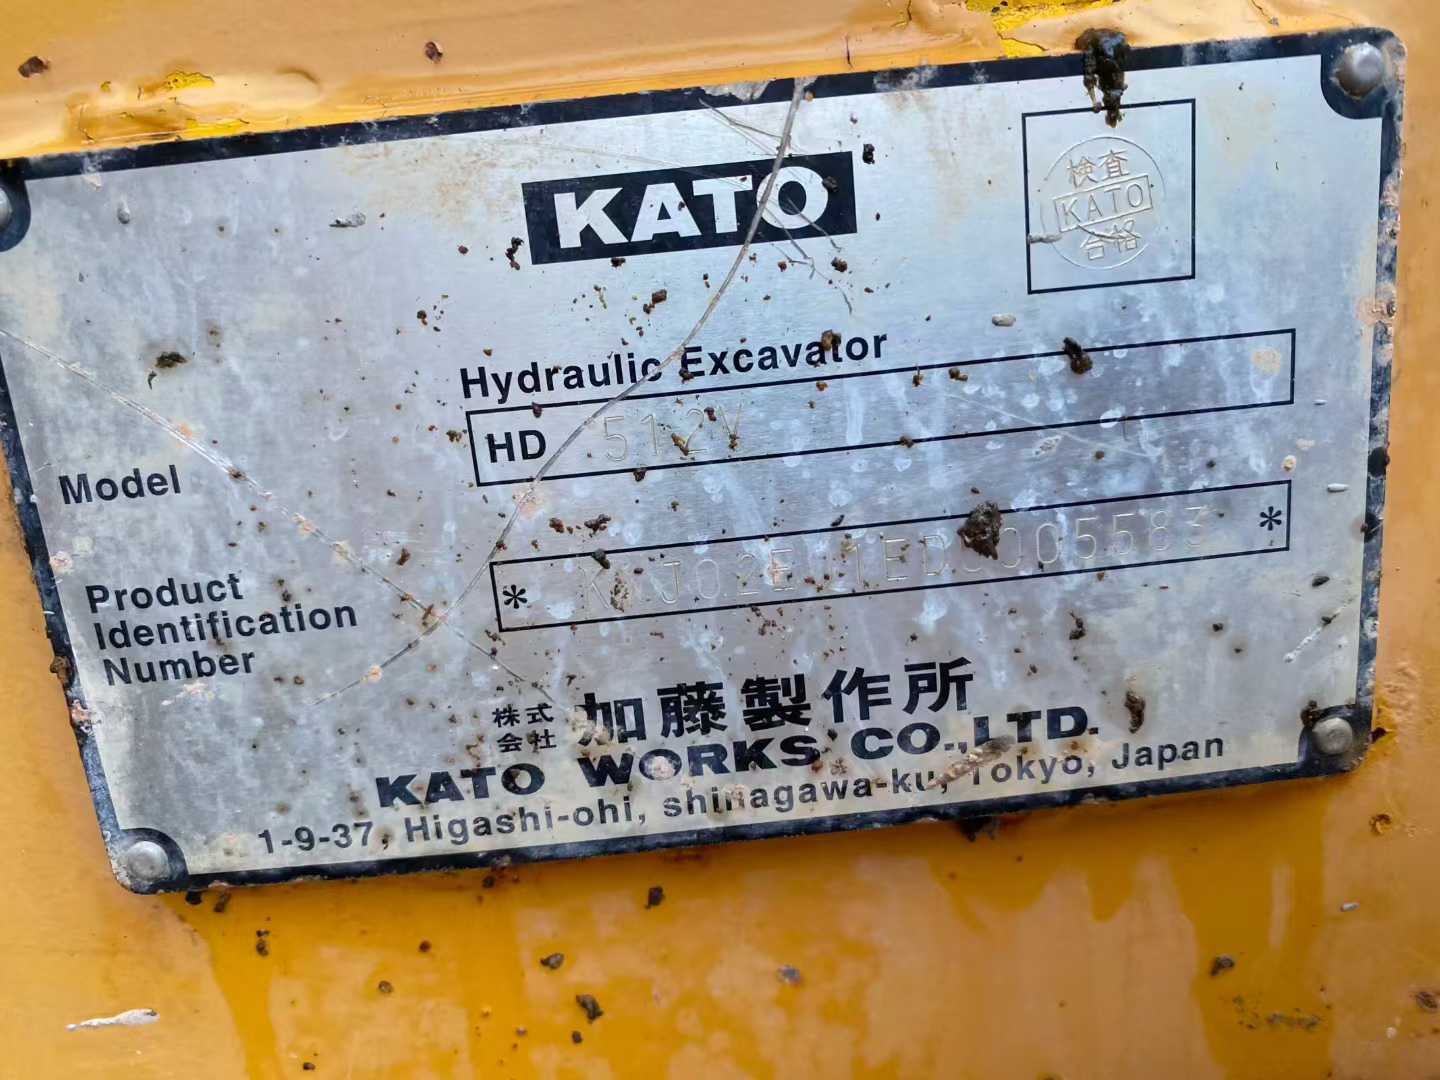 KATO
検査
KATO
合格
Hydraulic Excavator
Model HD 512V
Product
Identification
Number
株式
会社
加藤製作所
KATO WORKS CO.,LTD.
1-9-37, Higashi-ohi, shinagawa-ku, Tokyo, Japan